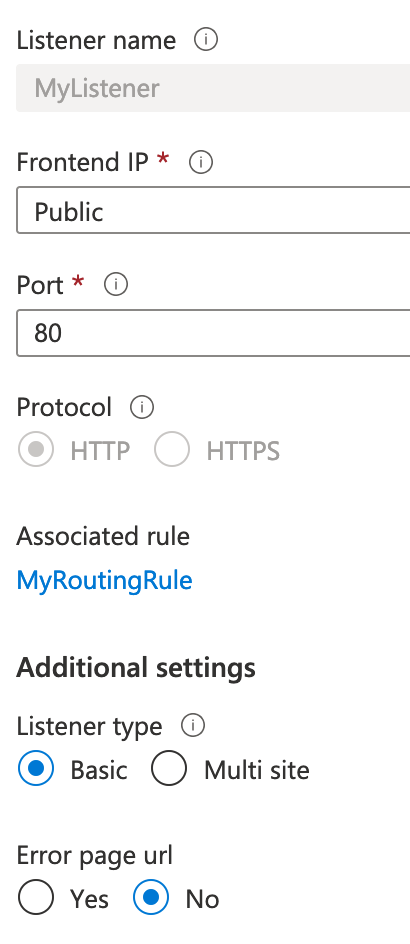 Listener name
MyListener
Frontend IP *
Public
Port *
80
Protocol
HTTP HTTPS
Associated rule
MyRoutingRule
Additional settings
Listener type
Basic Multi site
Error page url
Yes No